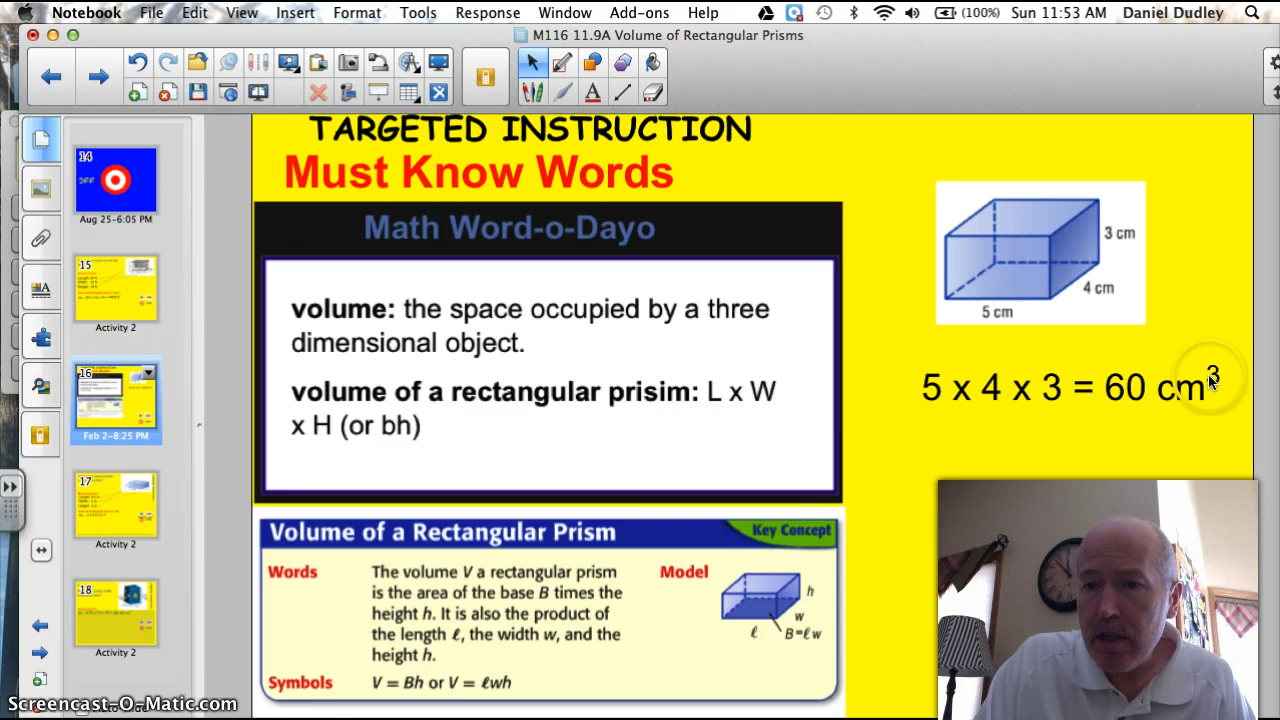 Notebook File Edit View Insert Format Tools Response Window Add-ons Help (100%) Sun 11:53 AM Daniel Dudley
M116 11.9A Volume of Rectangular Prisms
TARGETED INSTRUCTION
Must Know Words
Math Word-o-Dayo
volume: the space occupied by a three
dimensional object.
volume of a rectangular prisim: L x W
x H (or bh)
3 cm
4 cm
5 cm
5 x 4 x 3 = 60 cm³
Volume of a Rectangular Prism
Key Concept
Words
The volume V a rectangular prism
is the area of the base B times the
height h. It is also the product of
the length ℓ, the width w, and the
height h.
Model
h
w
ℓ
B=ℓw
Symbols
V = Bh or V = ℓwh
14
Aug 25-6:05 PM
15
Activity 2
16
Feb 2-8:25 PM
17
Activity 2
18
Activity 2
Screencast-O-Matic.com